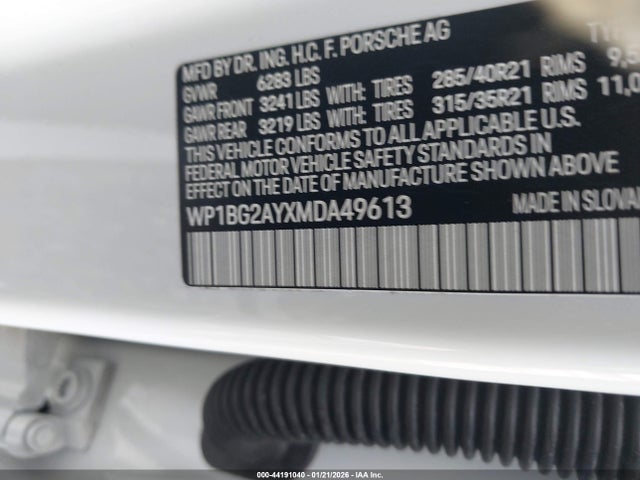 MFD BY DR. ING. H.C. F. PORSCHE AG
GVWR 6283 LBS
GAWR FRONT 3241 LBS WITH: TIRES 285/40R21 RIMS
GAWR REAR 3219 LBS WITH: TIRES 315/35R21 RIMS
THIS VEHICLE CONFORMS TO ALL APPLICABLE U.S.
FEDERAL MOTOR VEHICLE SAFETY STANDARDS IN
EFFECT ON THE DATE OF MANUFACTURE SHOWN ABOVE
WP1BG2AYXMDA49613 MADE IN
000-44191040 - 01/21/2026 - IAA Inc.